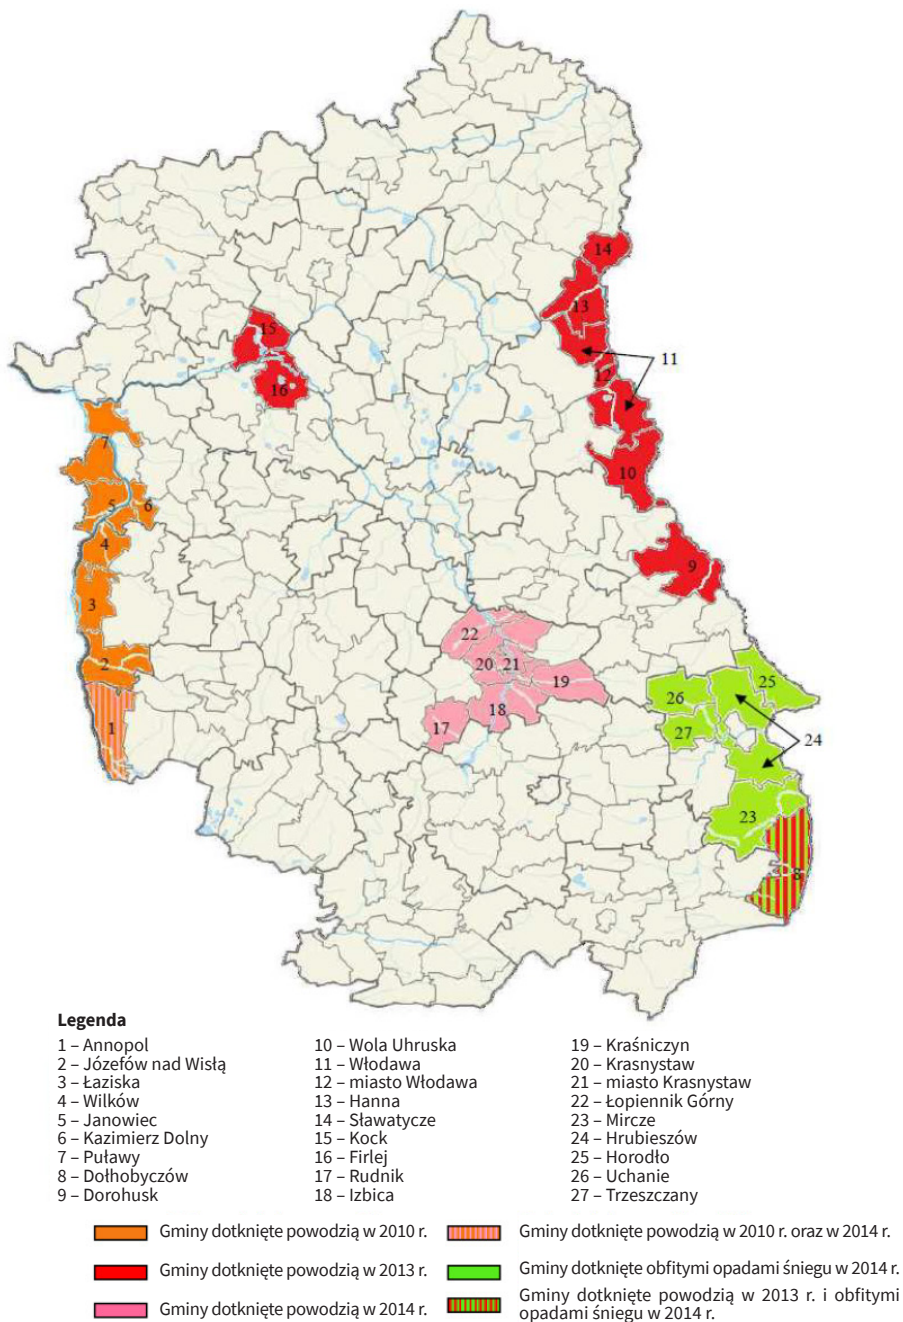 14
13
15
11
12
16
10
7
5
6
4
9
3
22
20
21
2
19
25
26
18
1
17
27
24
23
8
Legenda
1 – Annopol
2 – Józefów nad Wisłą
3 – Łaziska
4 – Wilków
5 – Janowiec
6 – Kazimierz Dolny
7 – Puławy
8 – Dołhobyczów
9 – Dorohusk
10 – Wola Uhruska
11 – Włodawa
12 – miasto Włodawa
13 – Hanna
14 – Sławatycze
15 – Kock
16 – Firlej
17 – Rudnik
18 – Izbica
19 – Kraśniczyn
20 – Krasnystaw
21 – miasto Krasnystaw
22 – Łopiennik Górny
23 – Mircze
24 – Hrubieszów
25 – Horodło
26 – Uchanie
27 – Trzeszczany
Gminy dotknięte powodzią w 2010 r.
Gminy dotknięte powodzią w 2013 r.
Gminy dotknięte powodzią w 2014 r.
Gminy dotknięte powodzią w 2010 r. oraz w 2014 r.
Gminy dotknięte obfitymi opadami śniegu w 2014 r.
Gminy dotknięte powodzią w 2013 r. i obfitymi
opadami śniegu w 2014 r.